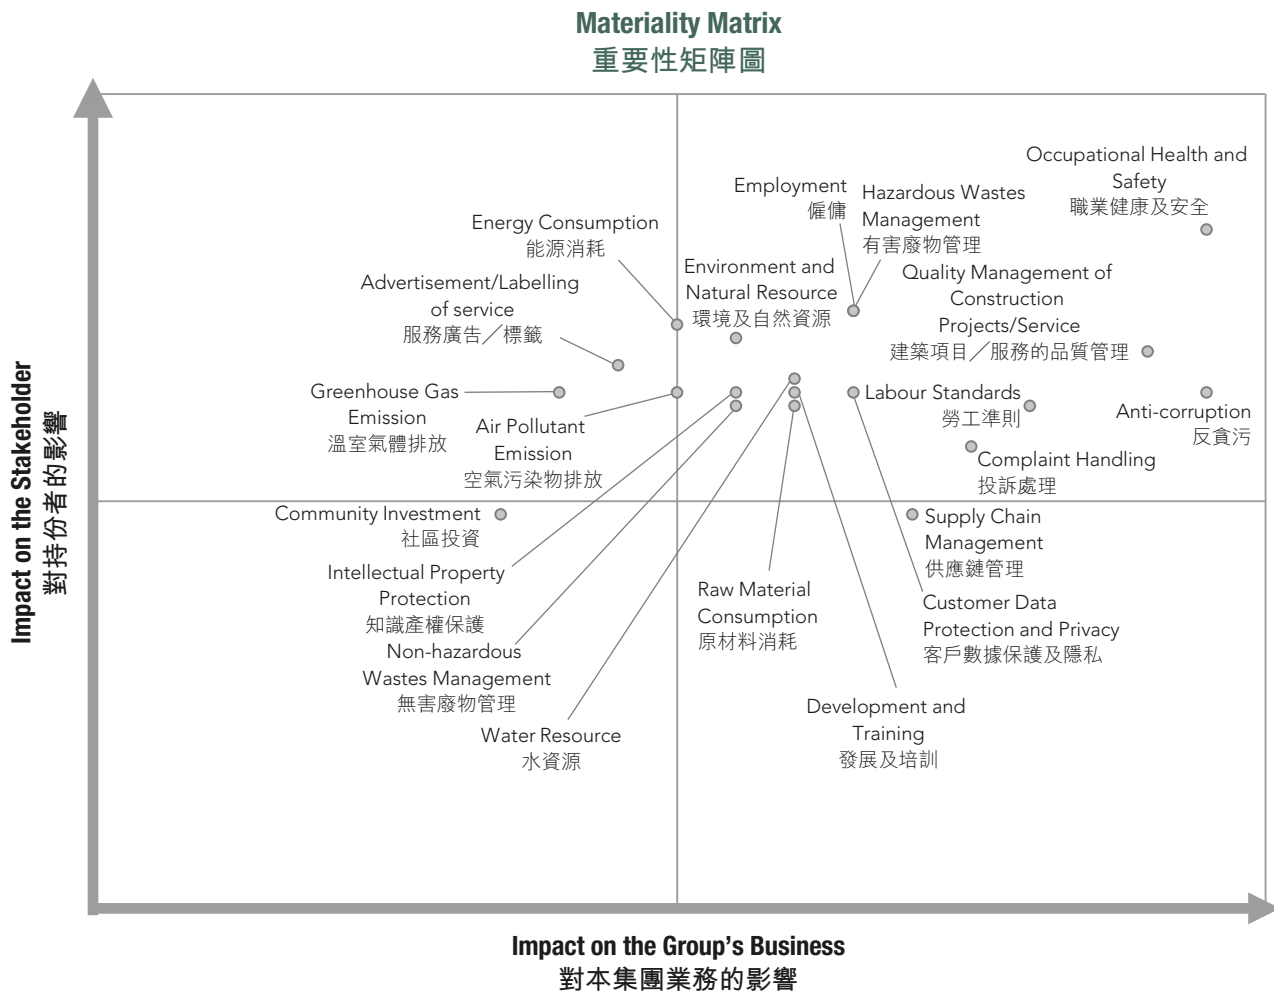 Materiality Matrix
重要性矩陣圖
Occupational Health and
Safety
職業健康及安全
Employment
僱傭
Hazardous Wastes
Management
有害廢物管理
Energy Consumption
能源消耗
Environment and
Natural Resource
環境及自然資源
Quality Management of
Construction
Projects/Service
建築項目／服務的品質管理
Advertisement/Labelling
of service
服務廣告／標籤
Greenhouse Gas
Emission
溫室氣體排放
Air Pollutant
Emission
空氣污染物排放
Labour Standards
勞工準則
Anti-corruption
反貪污
Complaint Handling
投訴處理
Community Investment
社區投資
Supply Chain
Management
供應鏈管理
Intellectual Property
Protection
知識產權保護
Raw Material
Consumption
原材料消耗
Customer Data
Protection and Privacy
客戶數據保護及隱私
Non-hazardous
Wastes Management
無害廢物管理
Water Resource
水資源
Development and
Training
發展及培訓
Impact on the Stakeholder
對持份者的影響
Impact on the Group's Business
對本集團業務的影響